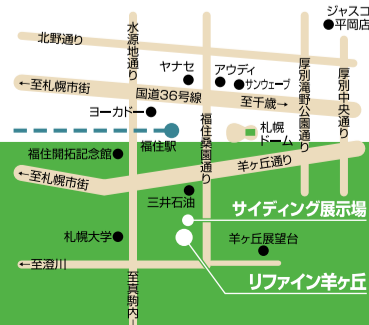 ジャスコ
平岡店
北野通り
水源地通り
ヤナセ
アウディ
サンウェーブ
←至札幌市街
国道36号線
至千歳→
厚別滝野公園通り
厚別中央通り
ヨーカドー
福住桑園通り
札幌
ドーム
福住駅
福住開拓記念館
羊ヶ丘通り
←至札幌市街
三井石油
サイディング展示場
札幌大学
羊ヶ丘展望台
←至澄川
リファイン羊ヶ丘
至真駒内→